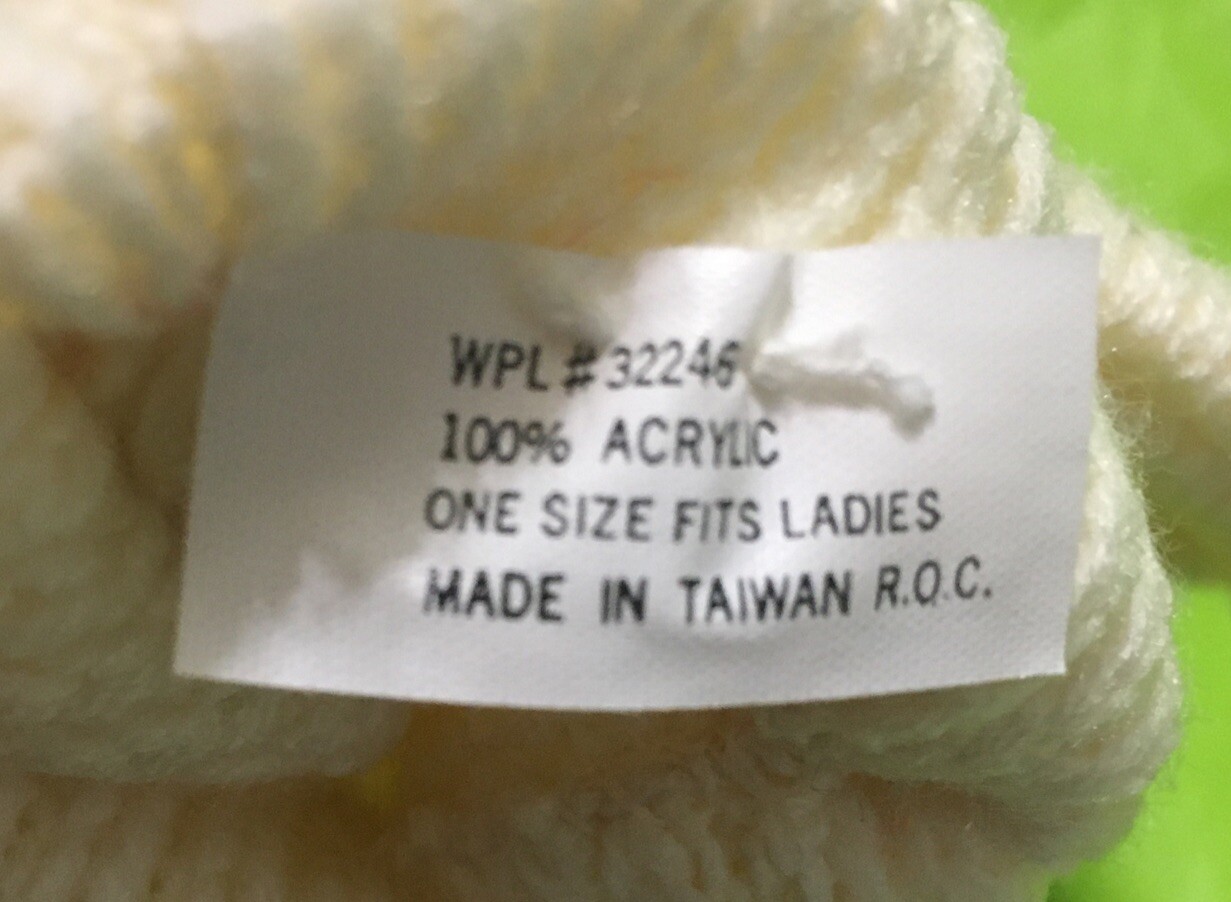 WPL #32246
100% ACRYLIC
ONE SIZE FITS LADIES
MADE IN TAIWAN R.O.C.